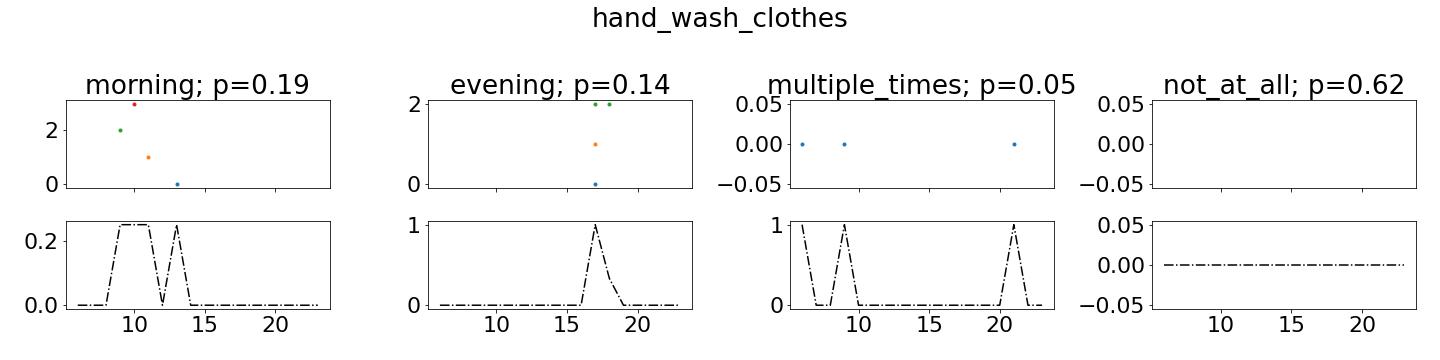 hand_wash_clothes
morning; p=0.19 evening; p=0.14 multiple_times; p=0.05 not_at_all; p=0.62
2 2 0.05 0.05
0.00 0.00
0 0 −0.05 −0.05
0.2 1 1 0.05
0.00
0.0 0 0 −0.05
10 15 20 10 15 20 10 15 20 10 15 20